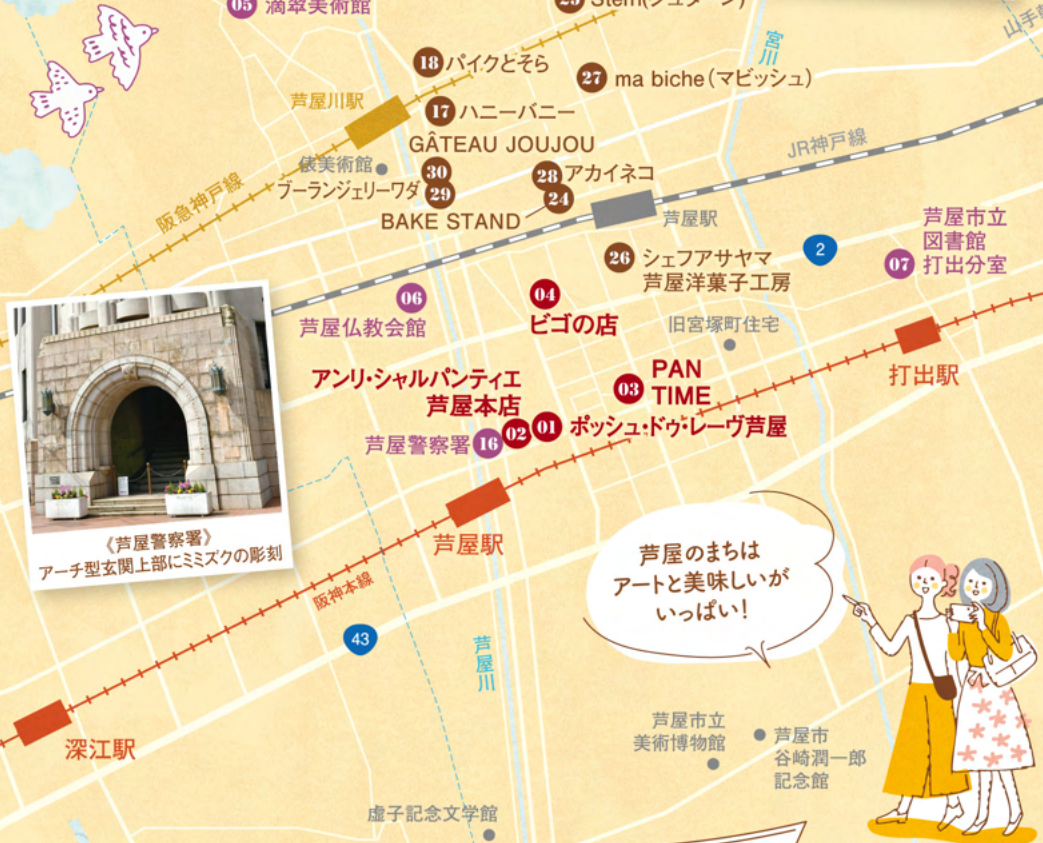 05 滴翠美術館
宮川
18 パイクどそら
27 ma biche(マビッシュ)
芦屋川駅
17 ハニーバニー
GÂTEAU JOUJOU
30
俵美術館
28 アカイネコ
ブーランジェリーワダ 29
24
BAKE STAND
阪急神戸線
JR神戸線
芦屋駅
2
芦屋市立
図書館
07 打出分室
26 シェフアサヤマ
芦屋洋菓子工房
06
芦屋仏教会館
04
ビゴの店
旧宮塚町住宅
打出駅
アンリ・シャルパンティエ
芦屋本店
03 PAN
TIME
02
01 ポッシュ・ドゥ・レーヴ芦屋
芦屋警察署 16
芦屋駅
《芦屋警察署》
アーチ型玄関上部にミミズクの彫刻
阪神本線
43
芦屋川
深江駅
芦屋のまちは
アートと美味しいが
いっぱい!
芦屋市立
美術博物館
芦屋市
谷崎潤一郎
記念館
虚子記念文学館